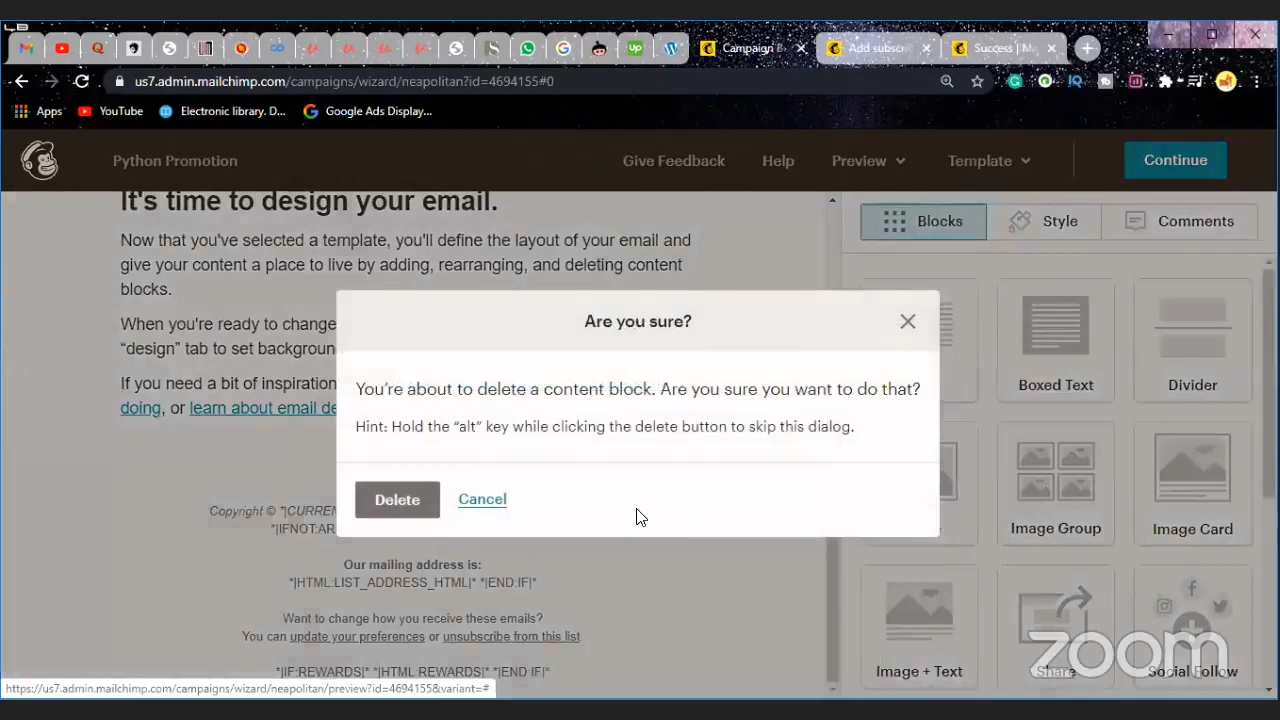 Campaign B
Add subscrib
Success | Ma
us7.admin.mailchimp.com/campaigns/wizard/neapolitan?id=4694155#0
Apps
YouTube
Electronic library. D...
Google Ads Display...
Python Promotion
Give Feedback
Help
Preview
Template
Continue
It's time to design your email.
Now that you've selected a template, you'll define the layout of your email and
give your content a place to live by adding, rearranging, and deleting content
blocks.
When you're ready to change
“design” tab to set backgroun
If you need a bit of inspiration
doing, or learn about email de
Blocks
Style
Comments
Boxed Text
Divider
Image Group
Image Card
Image + Text
Share
Social Follow
Are you sure?
You're about to delete a content block. Are you sure you want to do that?
Hint: Hold the “alt” key while clicking the delete button to skip this dialog.
Delete
Cancel
Copyright © *|CURREN
*|IFNOT:AR
Our mailing address is:
*|HTML:LIST_ADDRESS_HTML|* *|END:IF|*
Want to change how you receive these emails?
You can update your preferences or unsubscribe from this list
*|IF:REWARDS|* *|HTML:REWARDS|* *|END:IF|*
https://us7.admin.mailchimp.com/campaigns/wizard/neapolitan/preview?id=4694155&variant=#
zoom